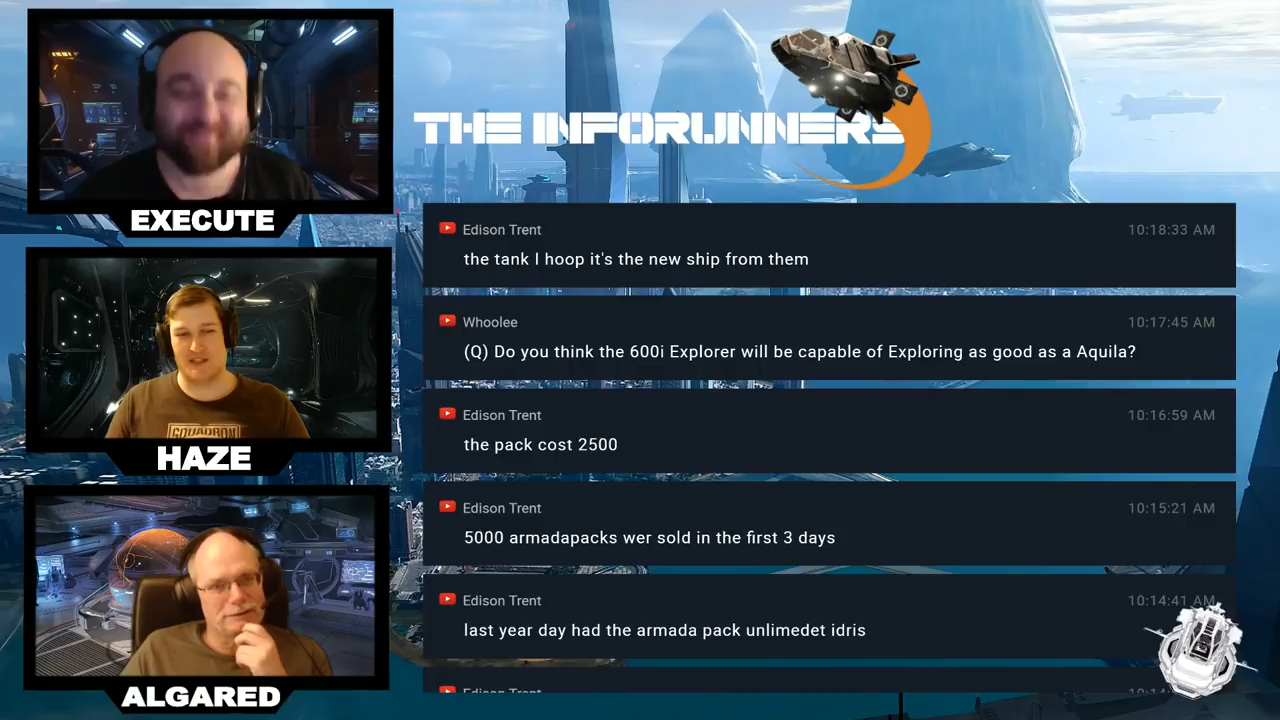 THE INFORUNNERS
EXECUTE
HAZE
SQUADRON
ALGARED
Edison Trent 10:18:33 AM
the tank I hoop it's the new ship from them
Whoolee 10:17:45 AM
(Q) Do you think the 600i Explorer will be capable of Exploring as good as a Aquila?
Edison Trent 10:16:59 AM
the pack cost 2500
Edison Trent 10:15:21 AM
5000 armadapacks wer sold in the first 3 days
Edison Trent 10:14:41 AM
last year day had the armada pack unlimedet idris
Edison Trent